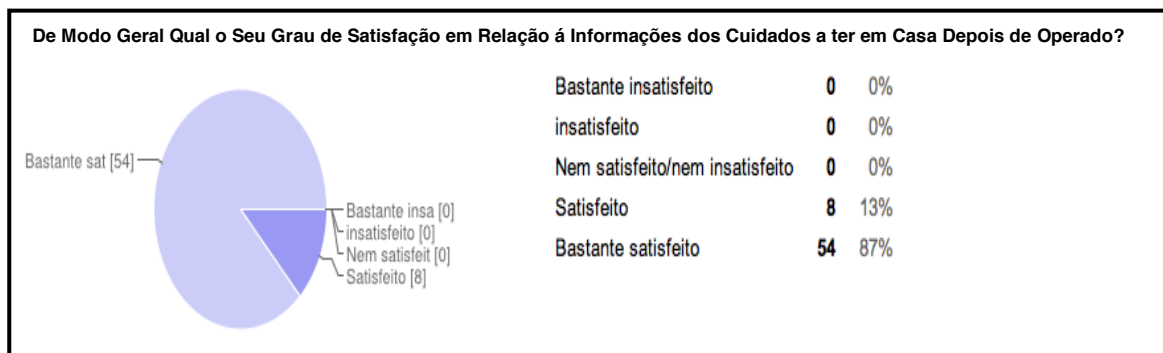 De Modo Geral Qual o Seu Grau de Satisfação em Relação á Informações dos Cuidados a ter em Casa Depois de Operado?
Bastante sat [54]
Bastante insa [0]
insatisfeito [0]
Nem satisfeit [0]
Satisfeito [8]
Bastante insatisfeito 0 0%
insatisfeito 0 0%
Nem satisfeito/nem insatisfeito 0 0%
Satisfeito 8 13%
Bastante satisfeito 54 87%